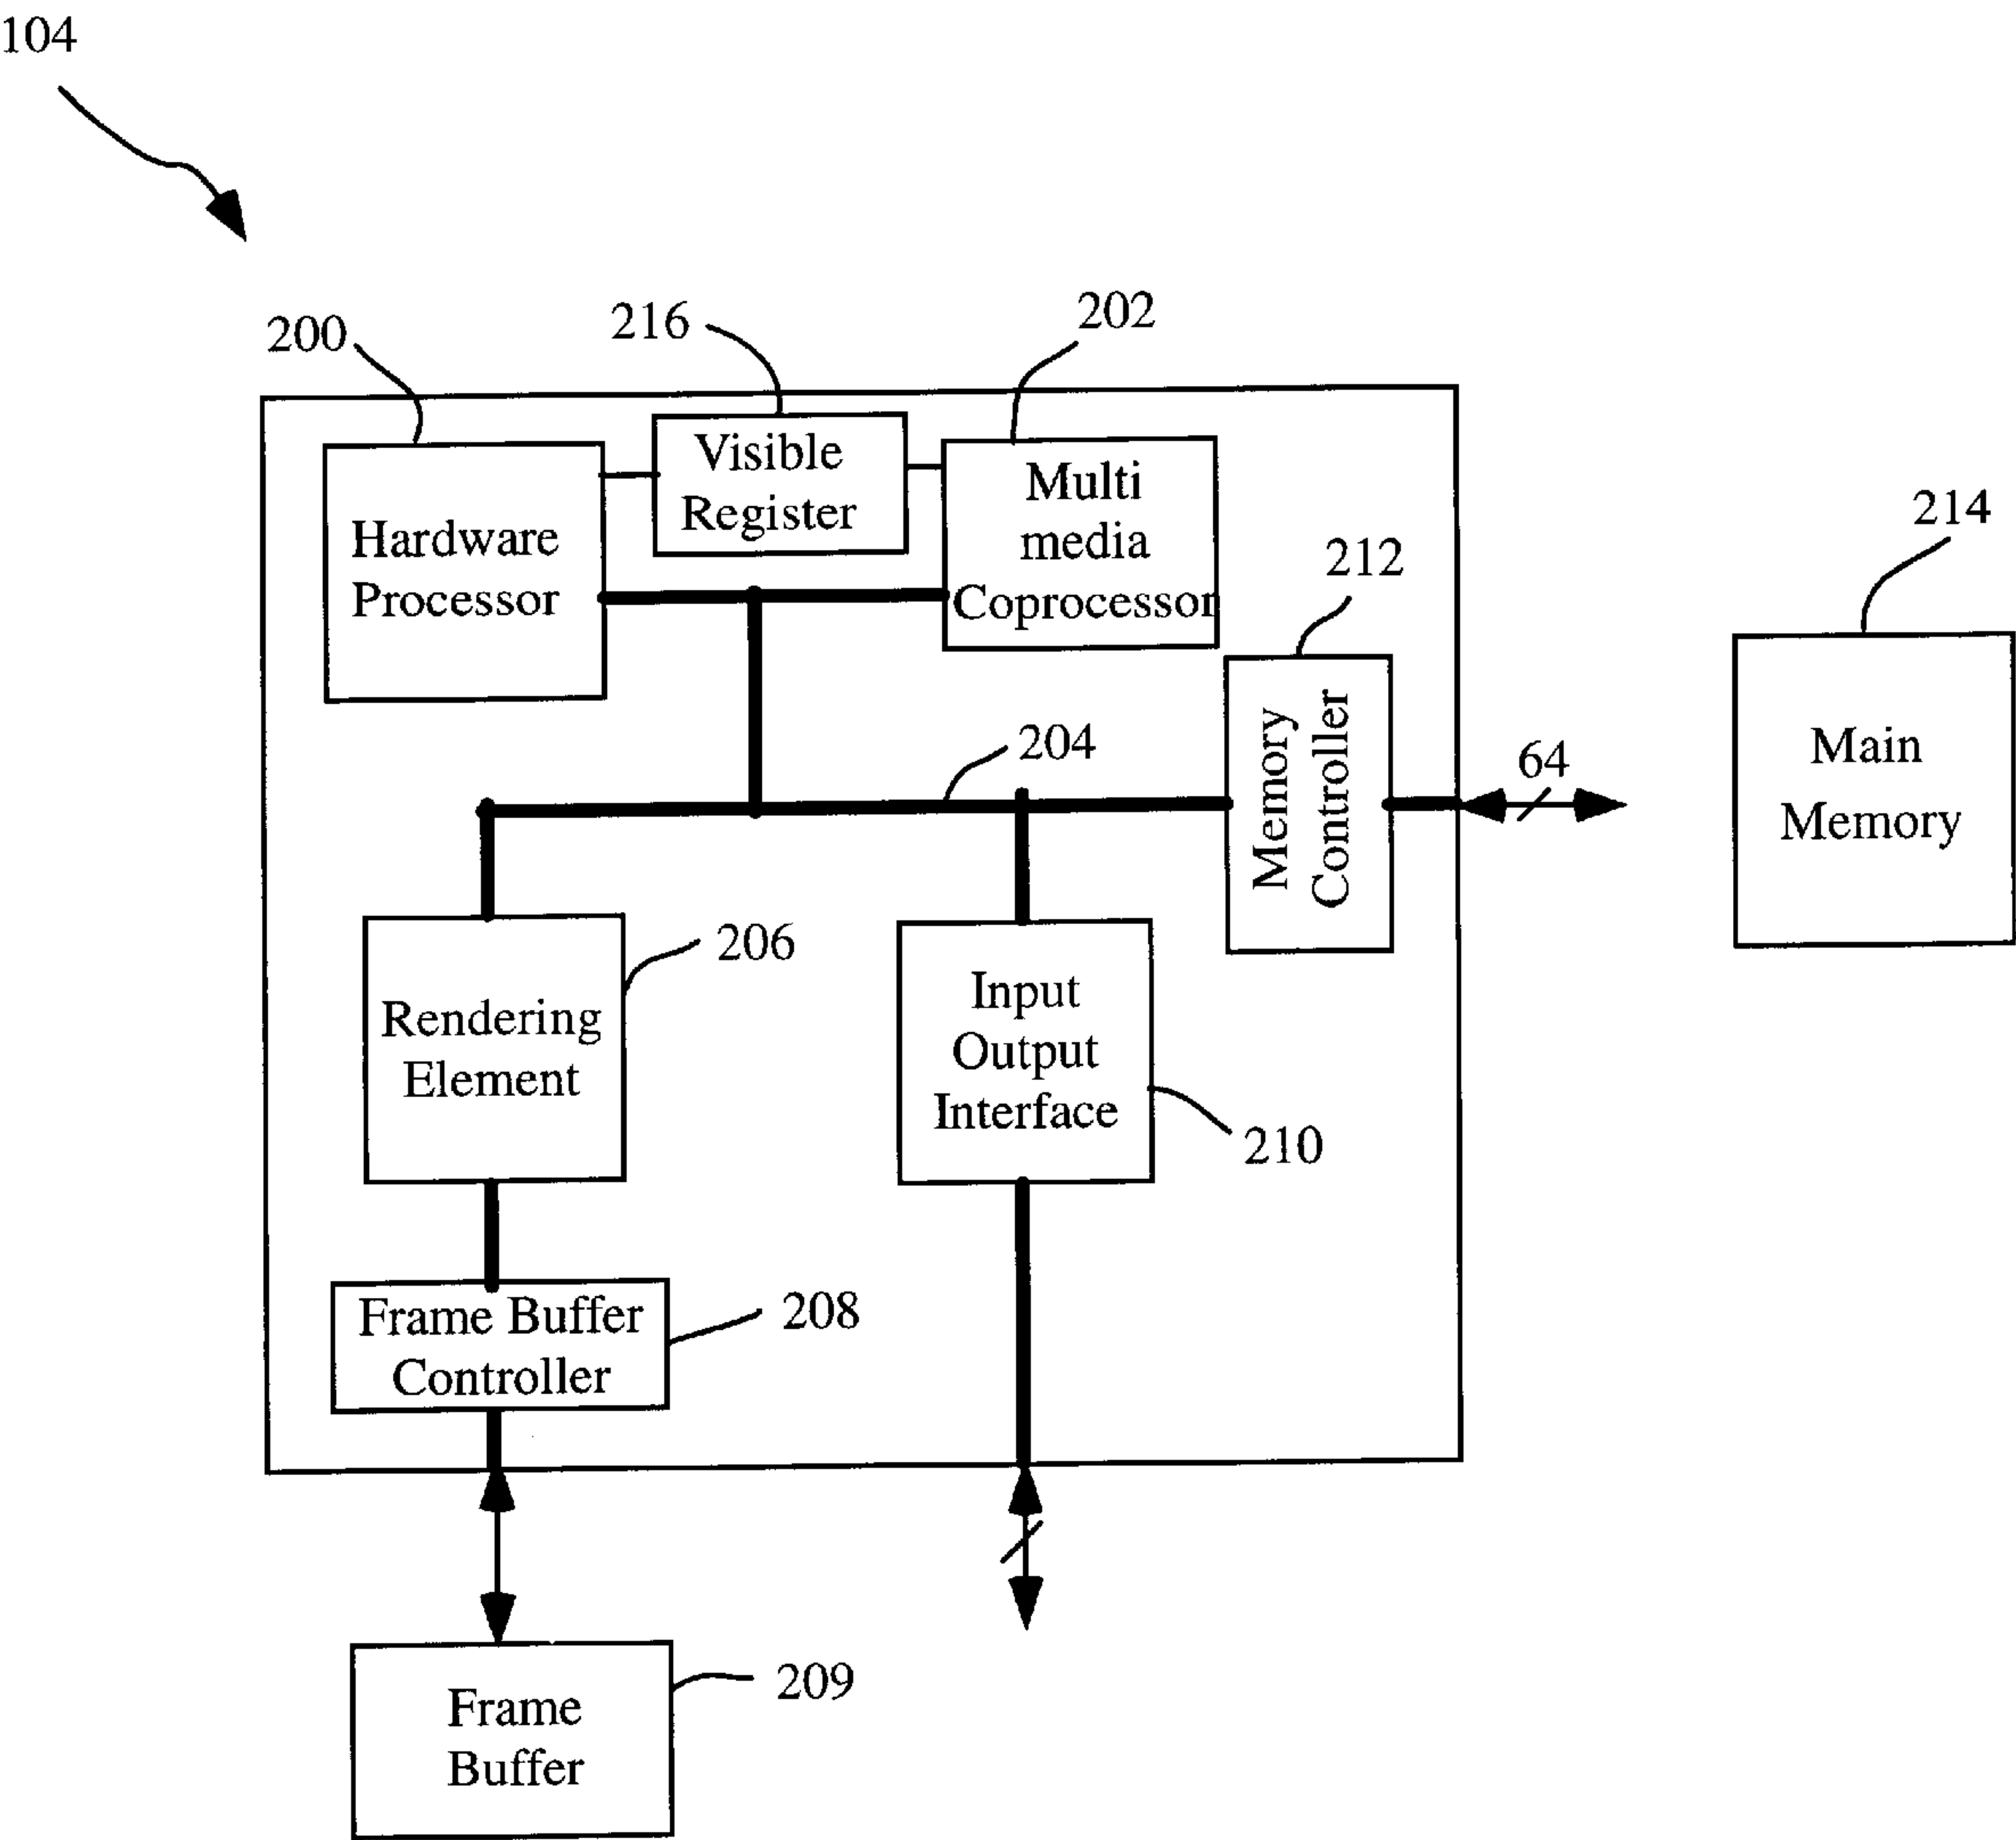 104
200
216
202
Visible
Register
Hardware
Processor
Multi
media
Coprocessor
212
214
Memory
Controller
Main
Memory
64
204
206
Rendering
Element
Input
Output
Interface
210
Frame Buffer
Controller
208
Frame
Buffer
209